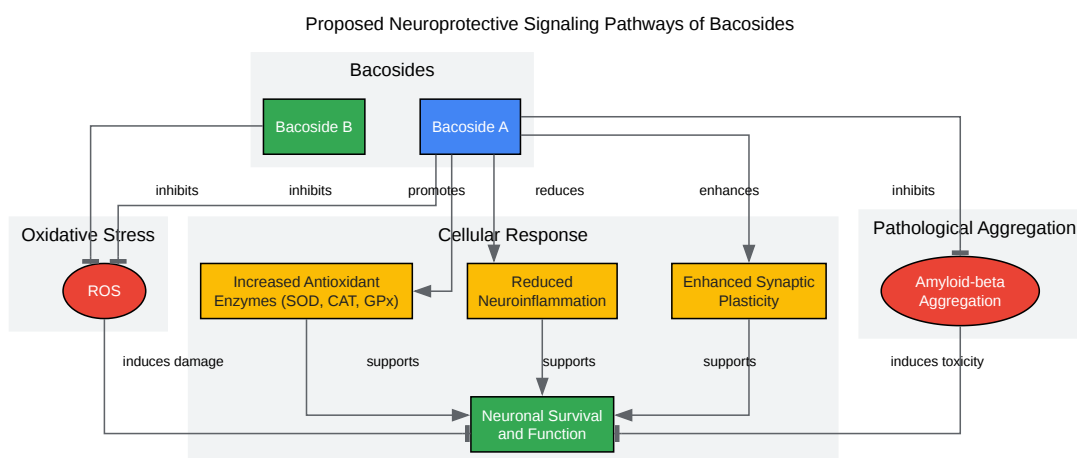 Proposed Neuroprotective Signaling Pathways of Bacosides
Bacosides
Bacoside B
Bacoside A
inhibits
inhibits
promotes
reduces
enhances
inhibits
Oxidative Stress
Cellular Response
Pathological Aggregation
ROS
Increased Antioxidant
Enzymes (SOD, CAT, GPx)
Reduced
Neuroinflammation
Enhanced Synaptic
Plasticity
Amyloid-beta
Aggregation
induces damage
supports
supports
supports
induces toxicity
Neuronal Survival
and Function